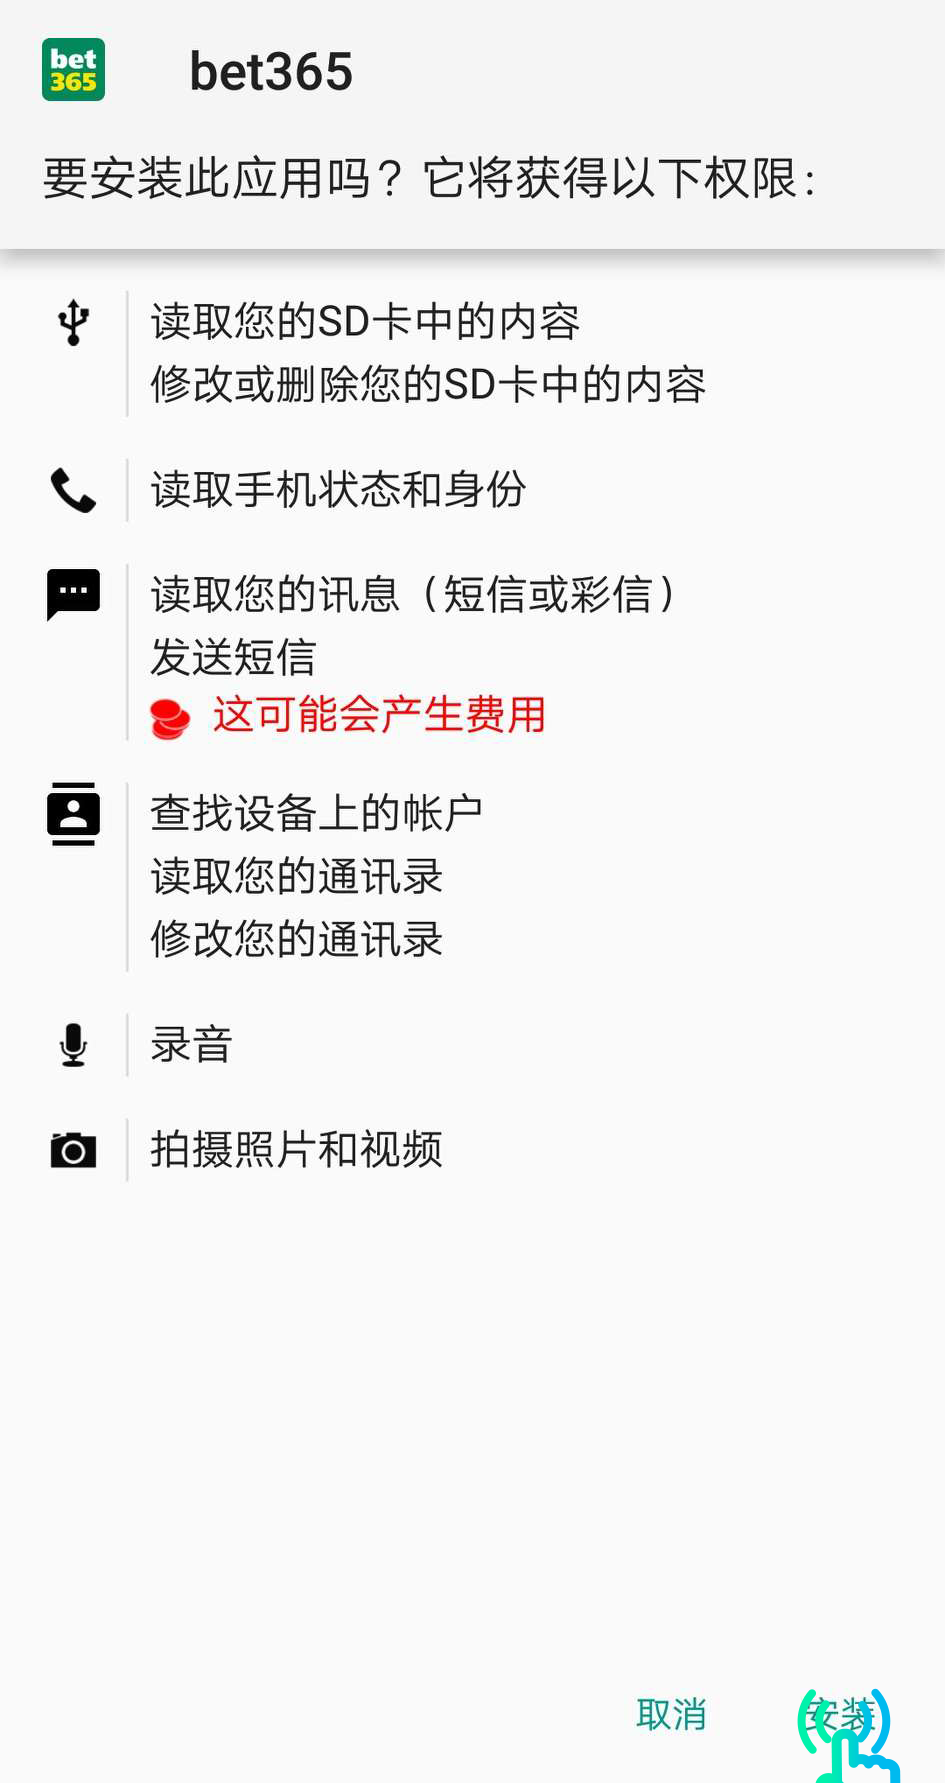 bet
365
bet365
要安装此应用吗？它将获得以下权限：
读取您的SD卡中的内容
修改或删除您的SD卡中的内容
读取手机状态和身份
读取您的讯息（短信或彩信）
发送短信
这可能会产生费用
查找设备上的帐户
读取您的通讯录
修改您的通讯录
录音
拍摄照片和视频
取消
安装